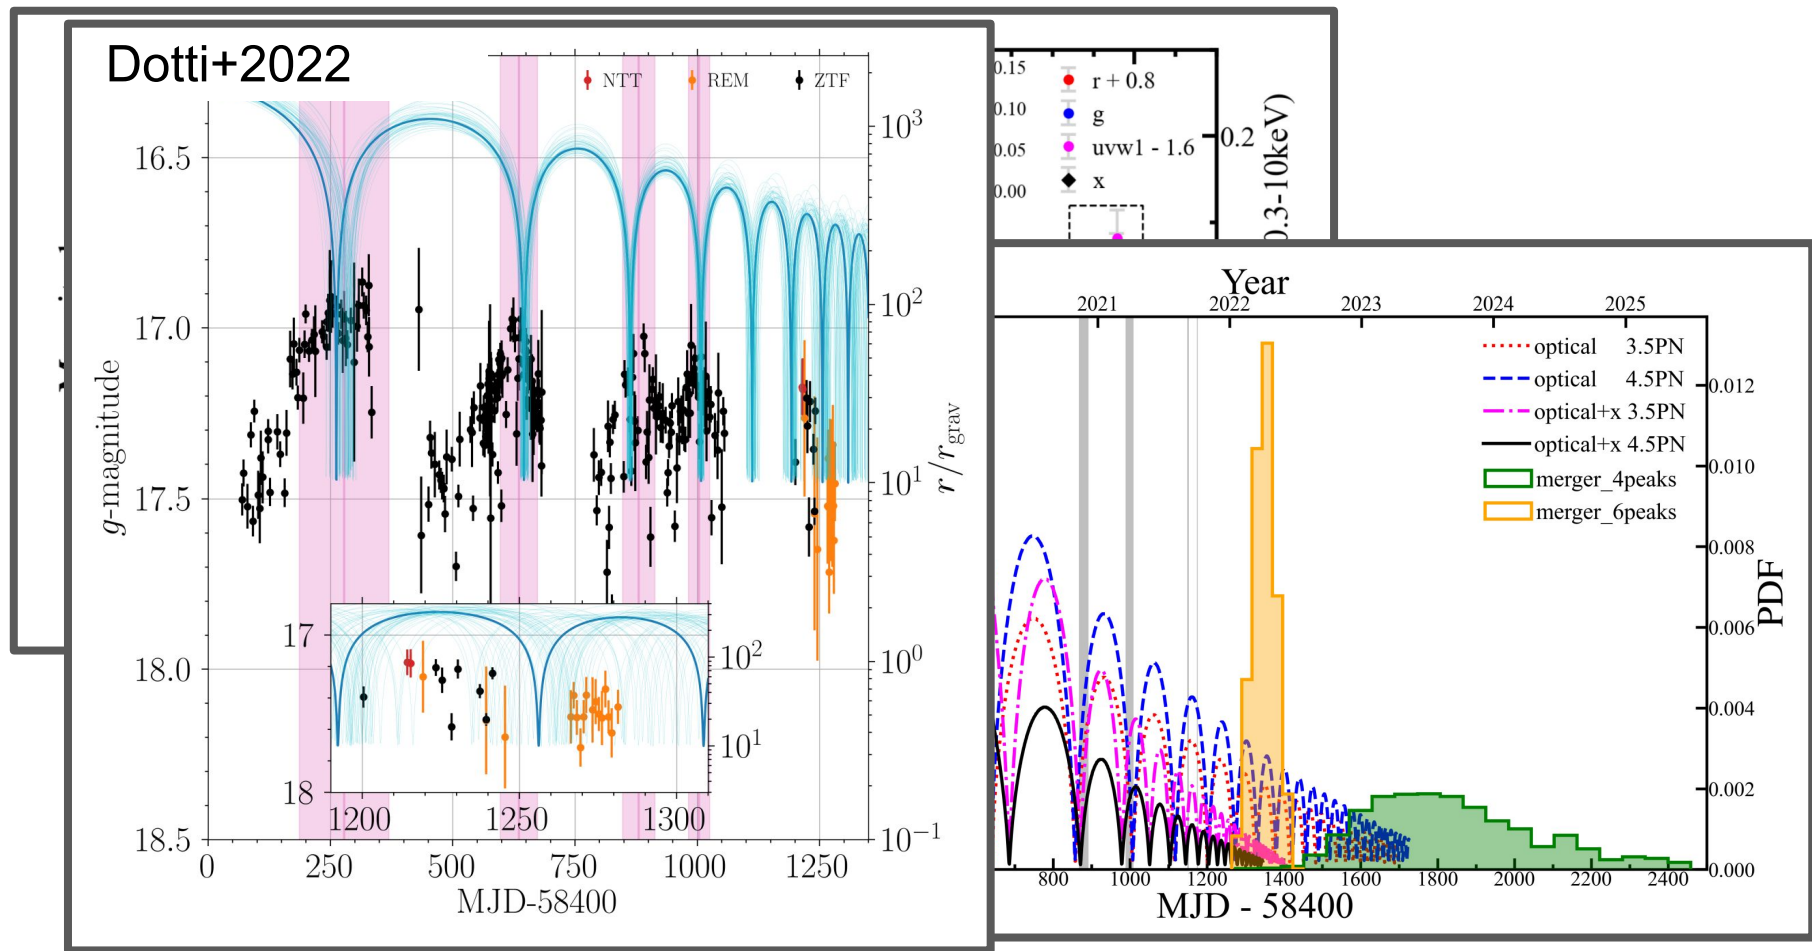 Dotti+2022
NTT
REM
ZTF
16.5
17.0
17.5
18.0
18.5
g-magnitude
10³
10²
10¹
10⁰
10⁻¹
r/r_grav
17
18
10²
10¹
1200
1250
1300
0
250
500
750
1000
1250
MJD-58400
0.15
0.10
0.05
0.00
r + 0.8
g
uvw1 - 1.6
x
0.2
0.3-10keV)
Year
2021
2022
2023
2024
2025
optical 3.5PN
optical 4.5PN
optical+x 3.5PN
optical+x 4.5PN
merger_4peaks
merger_6peaks
0.012
0.010
0.008
0.006
0.004
0.002
0.000
PDF
800
1000
1200
1400
1600
1800
2000
2200
2400
MJD - 58400